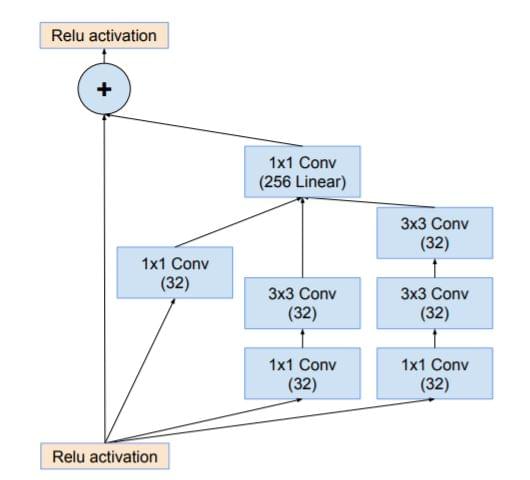 Relu activation
+
1x1 Conv
(256 Linear)
3x3 Conv
(32)
1x1 Conv
(32)
3x3 Conv
(32)
3x3 Conv
(32)
1x1 Conv
(32)
1x1 Conv
(32)
Relu activation